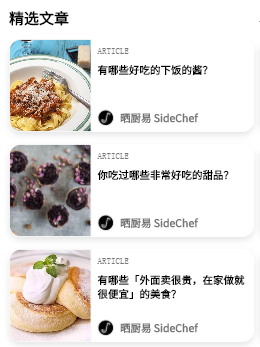 精选文章
ARTICLE
有哪些好吃的下饭的酱?
晒厨易 SideChef
ARTICLE
你吃过哪些非常好吃的甜品?
晒厨易 SideChef
ARTICLE
有哪些「外面卖很贵，在家做就
很便宜」的美食?
晒厨易 SideChef